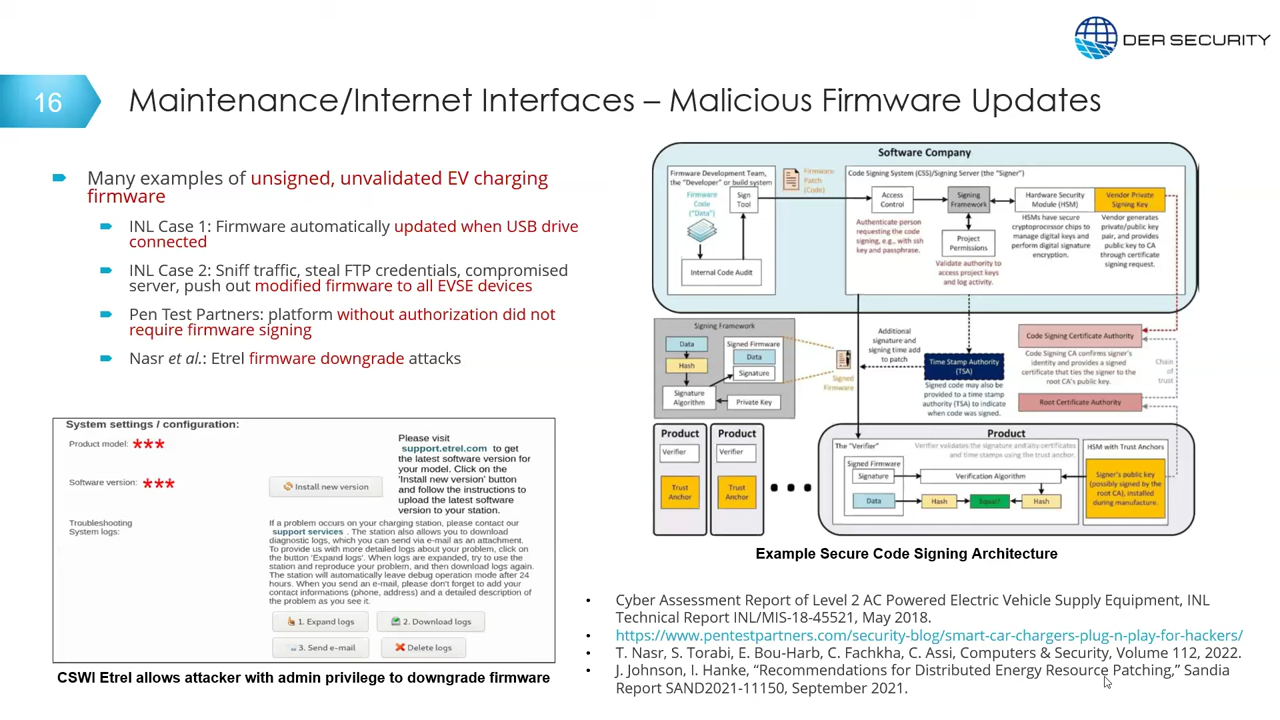 DER SECURITY
16
Maintenance/Internet Interfaces – Malicious Firmware Updates
Many examples of unsigned, unvalidated EV charging
firmware
INL Case 1: Firmware automatically updated when USB drive
connected
INL Case 2: Sniff traffic, steal FTP credentials, compromised
server, push out modified firmware to all EVSE devices
Pen Test Partners: platform without authorization did not
require firmware signing
Nasr et al.: Etrel firmware downgrade attacks
System settings / configuration:
Product model: ***
Software version: ***
Install new version
Please visit
support.etrel.com to get
the latest software version for
your model. Click on the
'Install new version' button
and follow the instructions to
upload the latest software
version to your station.
Troubleshooting
System logs:
If a problem occurs on your charging station, please contact our
support services . The station also allows you to download
diagnostic logs, which you can send via e-mail as an attachment.
To provide us with more detailed logs about your problem, click on
the button 'Expand logs'. When logs are expanded, try to use the
station and reproduce your problem, and then download logs again.
The station will automatically leave debug operation mode after 24
hours. When you send an e-mail, please don't forget to add your
contact informations (phone, address) and a detailed description of
the problem as you see it.
1. Expand logs
2. Download logs
3. Send e-mail
Delete logs
CSWI Etrel allows attacker with admin privilege to downgrade firmware
Software Company
Firmware Development Team,
the "Developer" or build system
Firmware
Code
("Data")
Sign
Tool
Internal Code Audit
Firmware
Patch
(Code)
Code Signing System (CSS)/Signing Server (the "Signer")
Access
Control
Authenticate person
requesting the code
signing, e.g., with ssh
key and passphrase.
Signing
Framework
Project
Permissions
Validate authority to
access project keys
and log activity.
Hardware Security
Module (HSM)
HSMs have secure
cryptoprocessor chips to
manage digital keys and
perform digital signature
encryption.
Vendor Private
Signing Key
Vendor generates
private/public key
pair, and provides
public key to CA
through certificate
signing request.
Signing Framework
Data
Hash
Signature
Algorithm
Signed Firmware
Data
Signature
Private Key
Signed
Firmware
Additional
signature and
signing time add
to patch
Time Stamp Authority
(TSA)
Signed code may also be
provided to a time stamp
authority (TSA) to indicate
when code was signed.
Code Signing Certificate Authority
Code Signing CA confirms signer's
identity and provides a signed
certificate that ties the signer to the
root CA's public key.
Root Certificate Authority
Chain
of
trust
Product
Verifier
Trust
Anchor
Product
Verifier
Trust
Anchor
Product
The "Verifier"
Verifier validates the signature and any certificates
and time stamps using the trust anchor.
Signed Firmware
Signature
Data
Verification Algorithm
Hash
Equal?
Hash
HSM with Trust Anchors
Signer's public key
(possibly signed by the
root CA), installed
during manufacture.
Example Secure Code Signing Architecture
Cyber Assessment Report of Level 2 AC Powered Electric Vehicle Supply Equipment, INL
Technical Report INL/MIS-18-45521, May 2018.
https://www.pentestpartners.com/security-blog/smart-car-chargers-plug-n-play-for-hackers/
T. Nasr, S. Torabi, E. Bou-Harb, C. Fachkha, C. Assi, Computers & Security, Volume 112, 2022.
J. Johnson, I. Hanke, “Recommendations for Distributed Energy Resource Patching,” Sandia
Report SAND2021-11150, September 2021.